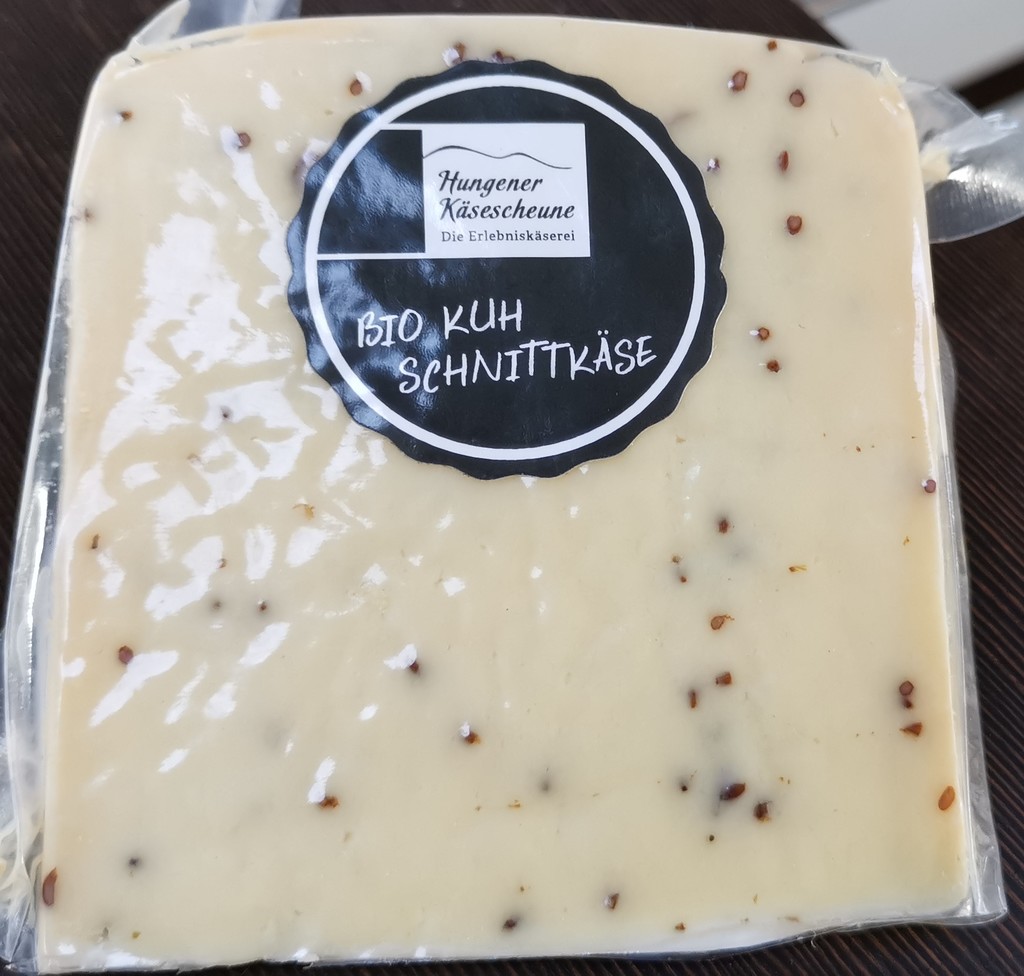 Hungener
Käsescheune
Die Erlebniskäserei
BIO KUH
SCHNITTKÄSE